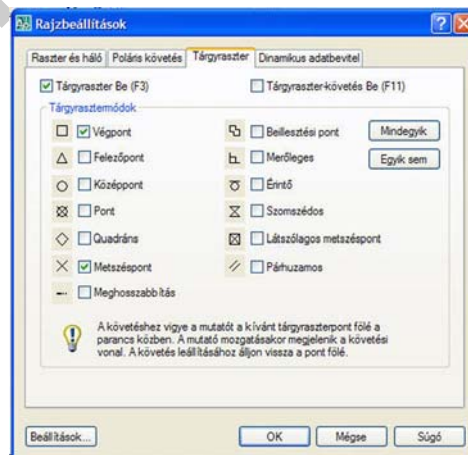 Rajzbeállítások
Raszter és háló Poláris követés Tárgyraszter Dinamikus adatbevitel
Tárgyraszter Be (F3) Tárgyraszter-követés Be (F11)
Tárgyrasztermódok
Végpont Beillesztési pont Mindegyik
Felezőpont Merőleges Egyik sem
Középpont Érintő
Pont Szomszédos
Quadráns Látszólagos metszéspont
Metszéspont Párhuzamos
Meghosszabbítás
A követéshez vigye a mutatót a kívánt tárgyraszterpont fölé a
parancs közben. A mutató mozgatásakor megjelenik a követési
vonal. A követés leállításához álljon vissza a pont fölé.
Beállítások... OK Mégse Súgó